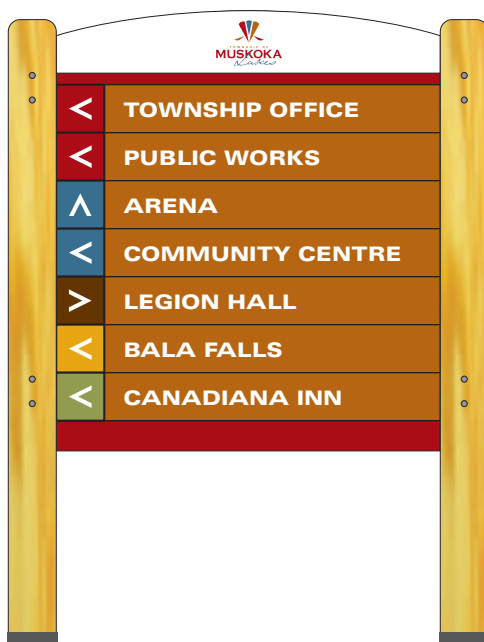 TOWNSHIP OF
MUSKOKA
Lakes
TOWNSHIP OFFICE
PUBLIC WORKS
ARENA
COMMUNITY CENTRE
LEGION HALL
BALA FALLS
CANADIANA INN